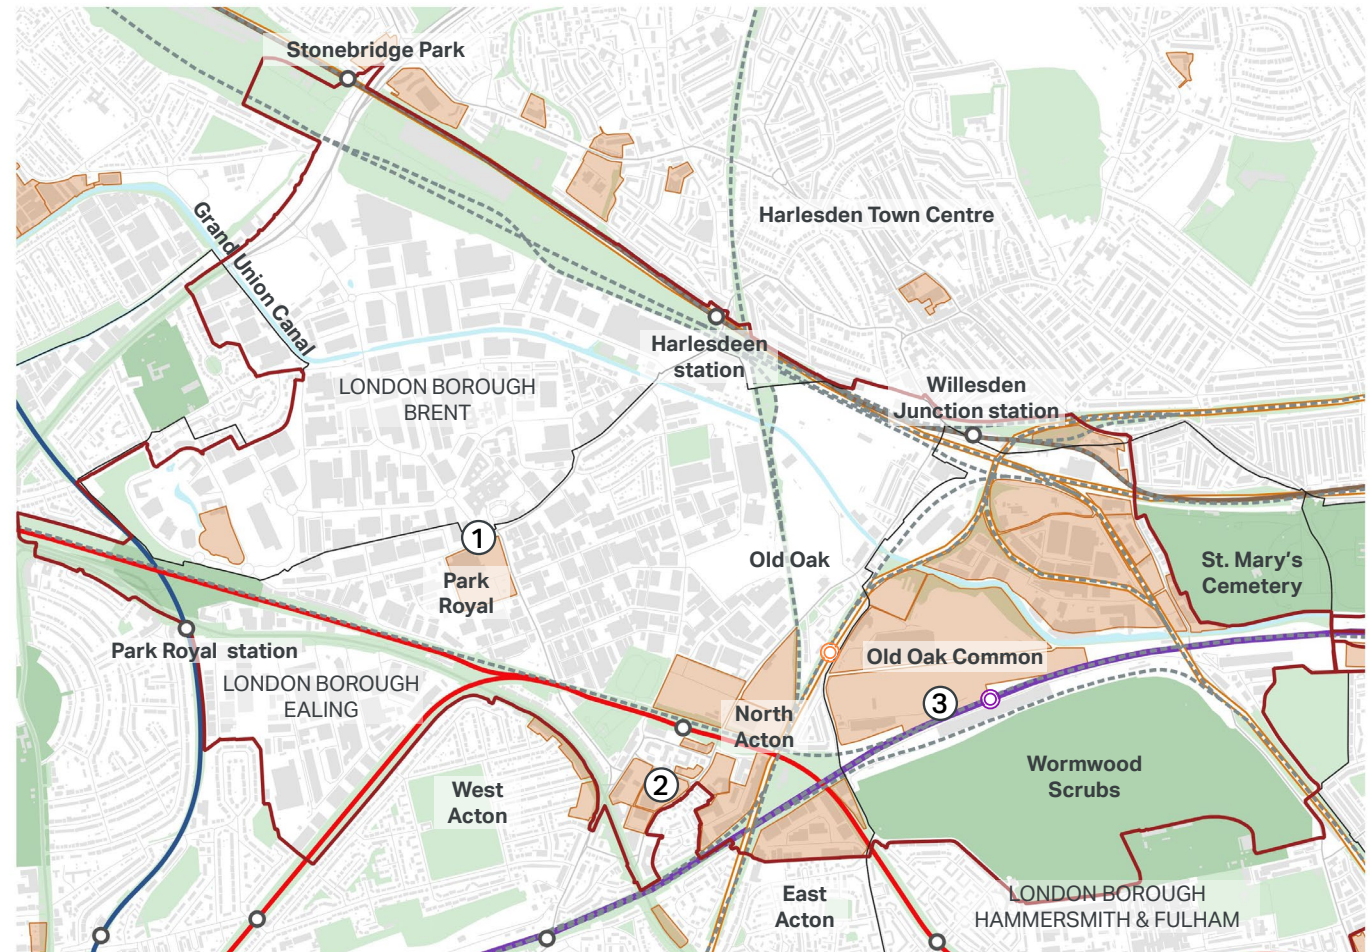 Stonebridge Park
Harlesden Town Centre
Grand Union Canal
Harlesdeen
station
LONDON BOROUGH
BRENT
Willesden
Junction station
1
Park
Royal
Old Oak
St. Mary's
Cemetery
Park Royal station
Old Oak Common
LONDON BOROUGH
EALING
3
North
Acton
Wormwood
Scrubs
West
Acton
2
East
Acton
LONDON BOROUGH
HAMMERSMITH & FULHAM